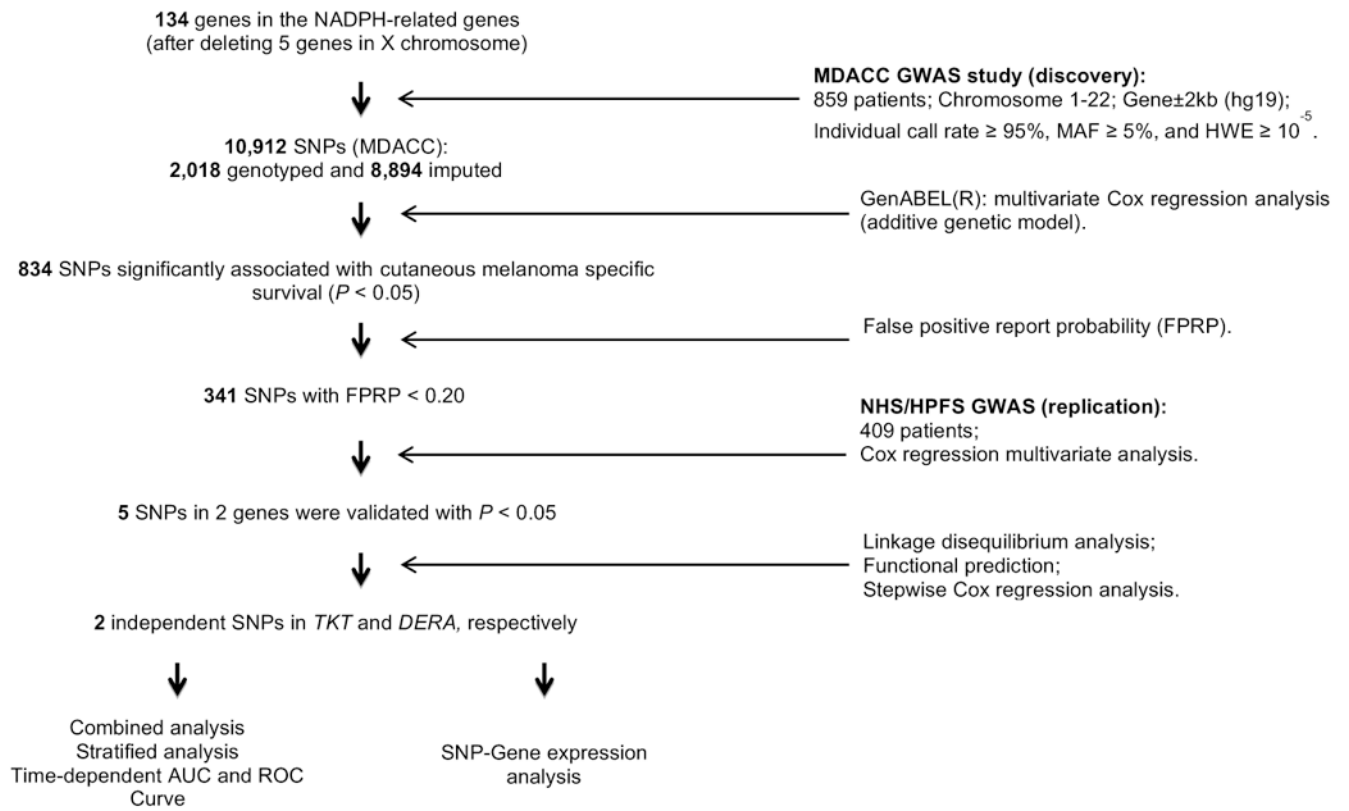 134 genes in the NADPH-related genes
(after deleting 5 genes in X chromosome)
MDACC GWAS study (discovery):
859 patients; Chromosome 1-22; Gene±2kb (hg19);
Individual call rate ≥ 95%, MAF ≥ 5%, and HWE ≥ 10⁻⁵.
10,912 SNPs (MDACC):
2,018 genotyped and 8,894 imputed
GenABEL(R): multivariate Cox regression analysis
(additive genetic model).
834 SNPs significantly associated with cutaneous melanoma specific
survival (P < 0.05)
False positive report probability (FPRP).
341 SNPs with FPRP < 0.20
NHS/HPFS GWAS (replication):
409 patients;
Cox regression multivariate analysis.
5 SNPs in 2 genes were validated with P < 0.05
Linkage disequilibrium analysis;
Functional prediction;
Stepwise Cox regression analysis.
2 independent SNPs in TKT and DERA, respectively
Combined analysis
Stratified analysis
Time-dependent AUC and ROC
Curve
SNP-Gene expression
analysis